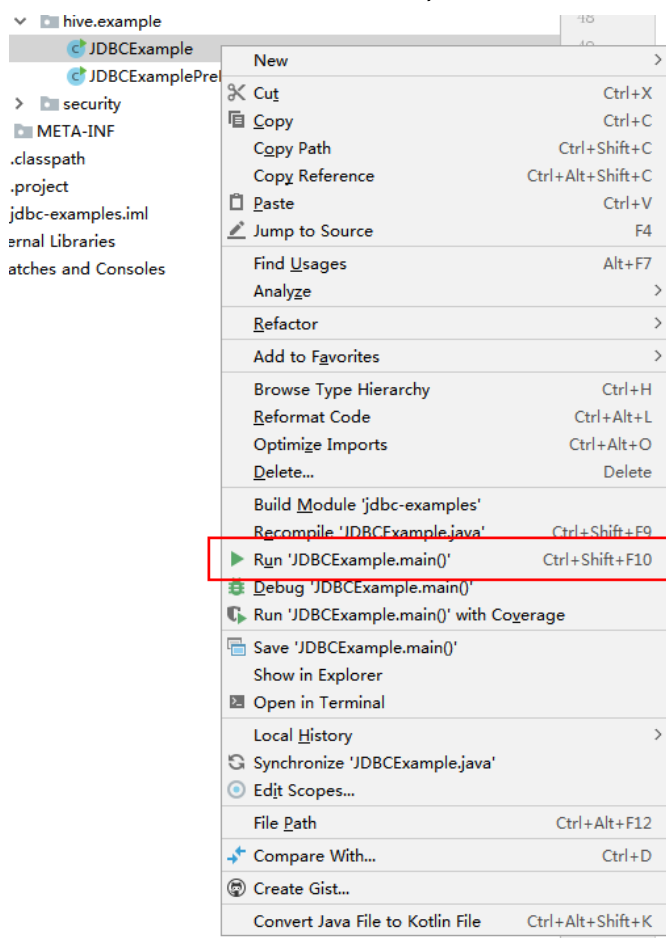 hive.example
48
JDBCExample
JDBCExamplePre
security
META-INF
.classpath
.project
jdbc-examples.iml
ernal Libraries
atches and Consoles
New
Cut Ctrl+X
Copy Ctrl+C
Copy Path Ctrl+Shift+C
Copy Reference Ctrl+Alt+Shift+C
Paste Ctrl+V
Jump to Source F4
Find Usages Alt+F7
Analyze
Refactor
Add to Favorites
Browse Type Hierarchy Ctrl+H
Reformat Code Ctrl+Alt+L
Optimize Imports Ctrl+Alt+O
Delete... Delete
Build Module 'jdbc-examples'
Recompile 'JDBCExample.java' Ctrl+Shift+F9
Run 'JDBCExample.main()' Ctrl+Shift+F10
Debug 'JDBCExample.main()'
Run 'JDBCExample.main()' with Coverage
Save 'JDBCExample.main()'
Show in Explorer
Open in Terminal
Local History
Synchronize 'JDBCExample.java'
Edit Scopes...
File Path Ctrl+Alt+F12
Compare With... Ctrl+D
Create Gist...
Convert Java File to Kotlin File Ctrl+Alt+Shift+K